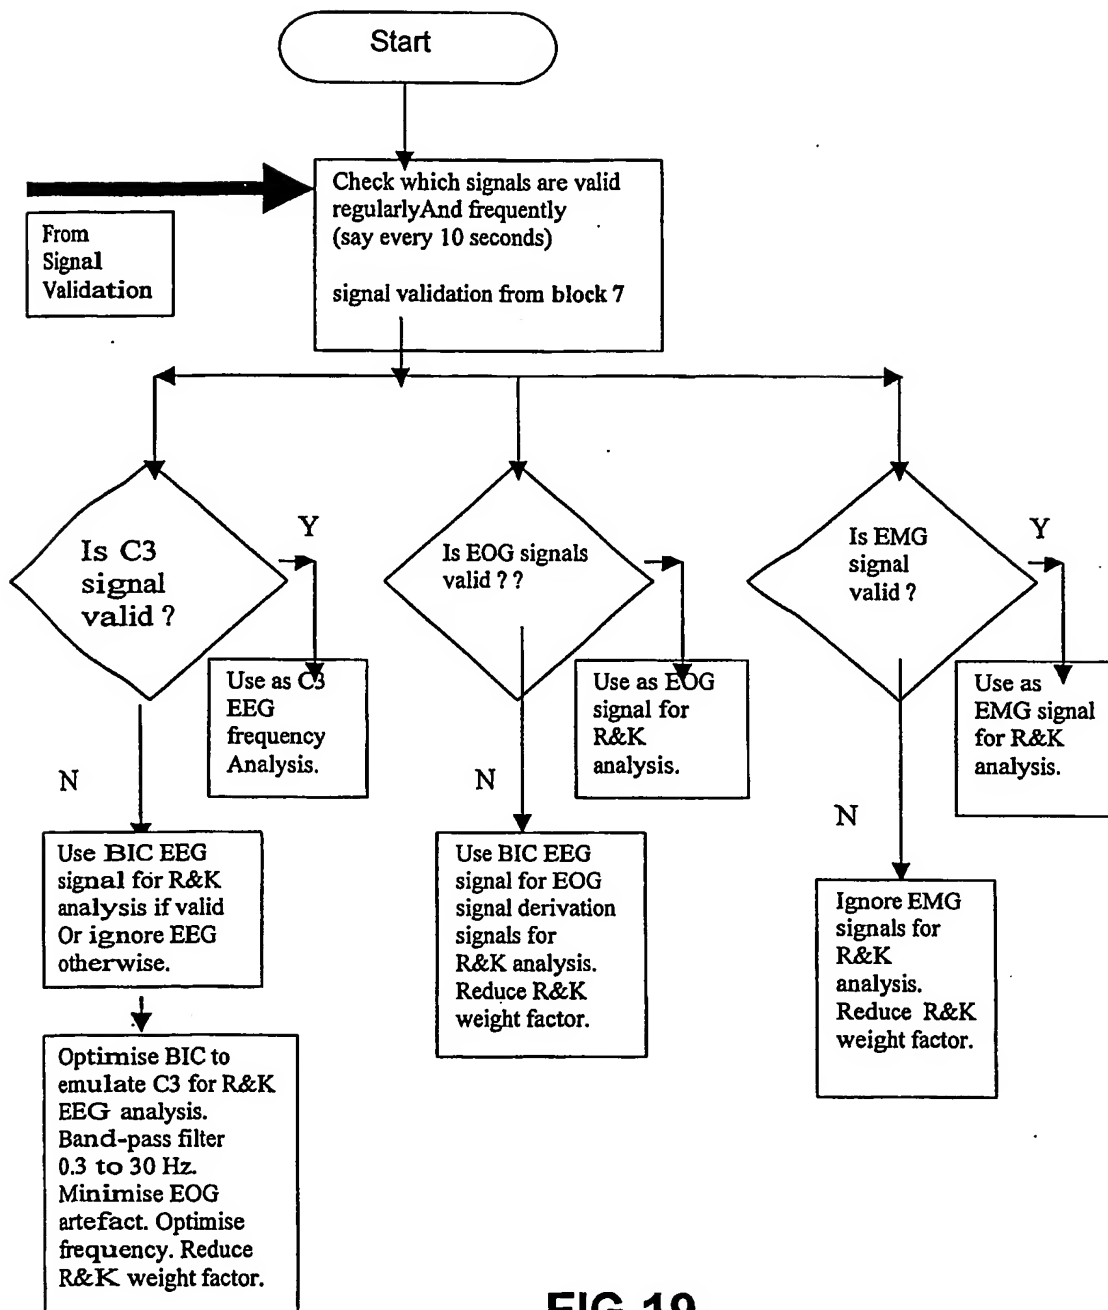 Start
Check which signals are valid
regularlyAnd frequently
(say every 10 seconds)
signal validation from block 7
From
Signal
Validation
Is C3
signal
valid ?
Y
N
Use as C3
EEG
frequency
Analysis.
Use BIC EEG
signal for R&K
analysis if valid
Or ignore EEG
otherwise.
Optimise BIC to
emulate C3 for R&K
EEG analysis.
Band-pass filter
0.3 to 30 Hz.
Minimise EOG
artefact. Optimise
frequency. Reduce
R&K weight factor.
Is EOG signals
valid ? ?
N
Use as EOG
signal for
R&K
analysis.
Use BIC EEG
signal for EOG
signal derivation
signals for
R&K analysis.
Reduce R&K
weight factor.
Is EMG
signal
valid ?
Y
N
Use as
EMG signal
for R&K
analysis.
Ignore EMG
signals for
R&K
analysis.
Reduce R&K
weight factor.
FIG 19